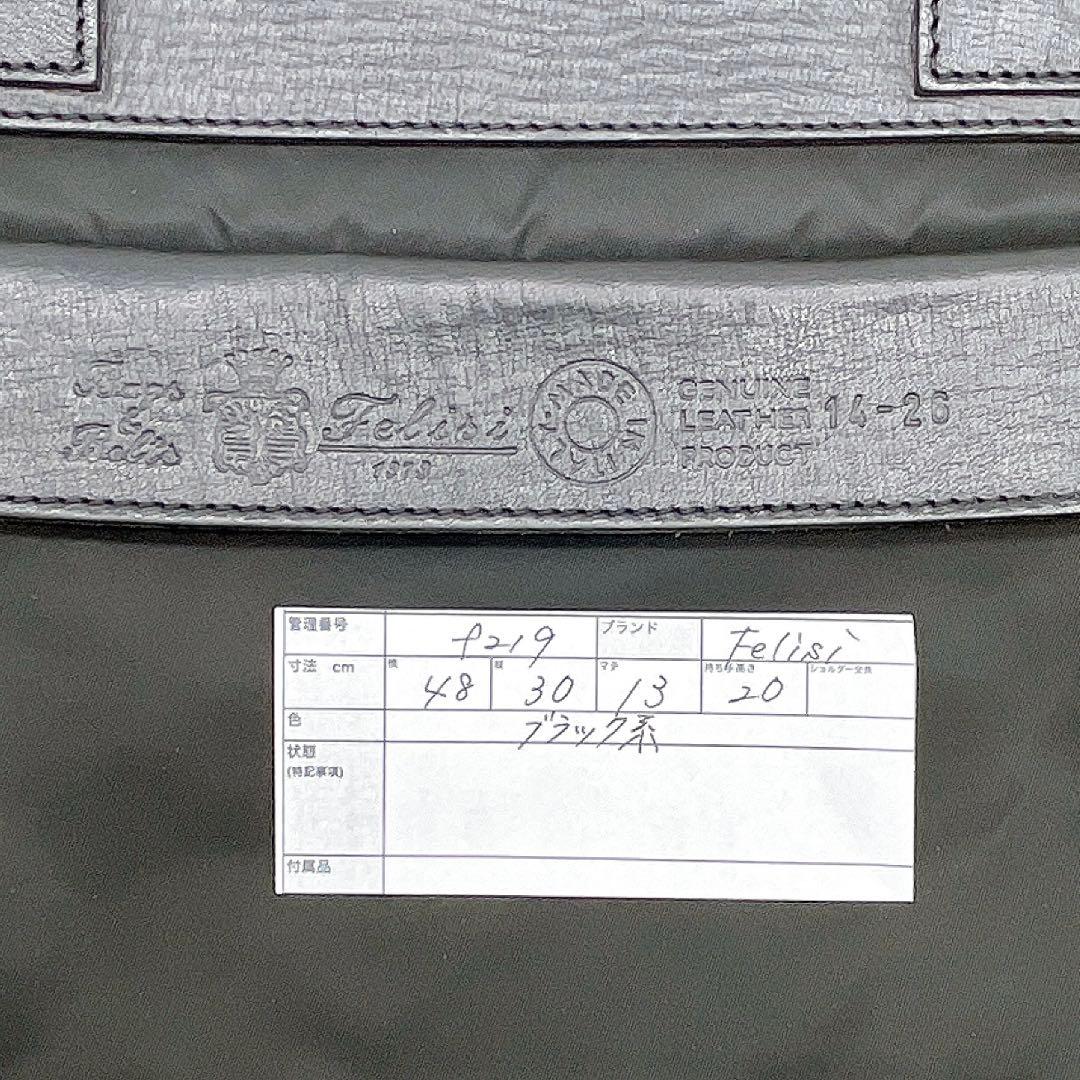 Bags & Belts
Felisi
1973
GENUINE
LEATHER
PRODUCT
14-26
管理番号 f219 ブランド Felisi
寸法 cm 横 48 縦 30 マチ 13 持ち手高さ 20 ショルダー全長
色 ブラック系
状態
(特記事項)
付属品